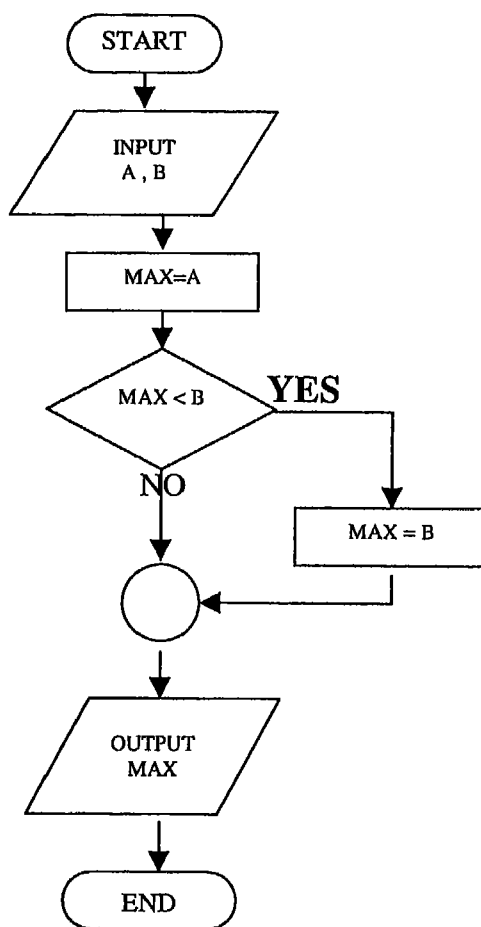 START
INPUT
A , B
MAX=A
MAX < B
YES
NO
MAX = B
OUTPUT
MAX
END